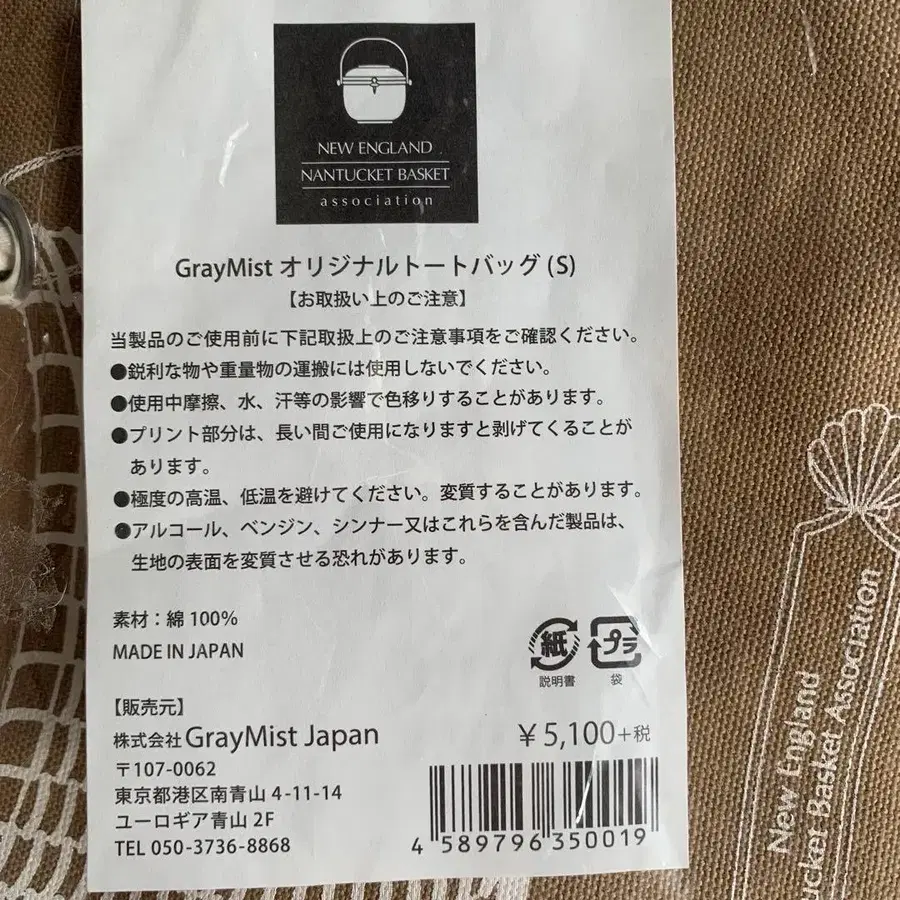 NEW ENGLAND
NANTUCKET BASKET
association
GrayMist オリジナルトートバッグ (S)
【お取扱い上のご注意】
当製品のご使用前に下記取扱上のご注意事項をご確認ください。
●鋭利な物や重量物の運搬には使用しないでください。
●使用中摩擦、水、汗等の影響で色移りすることがあります。
●プリント部分は、長い間ご使用になりますと剥げてくることが
あります。
●極度の高温、低温を避けてください。変質することがあります。
●アルコール、ベンジン、シンナー又はこれらを含んだ製品は、
生地の表面を変質させる恐れがあります。
素材：綿 100%
MADE IN JAPAN
紙
説明書
プラ
袋
【販売元】
株式会社 GrayMist Japan
〒107-0062
東京都港区南青山 4-11-14
ユーロギア青山 2F
TEL 050-3736-8868
￥5,100+税
4 589796 350019
New England
ucket Basket Association